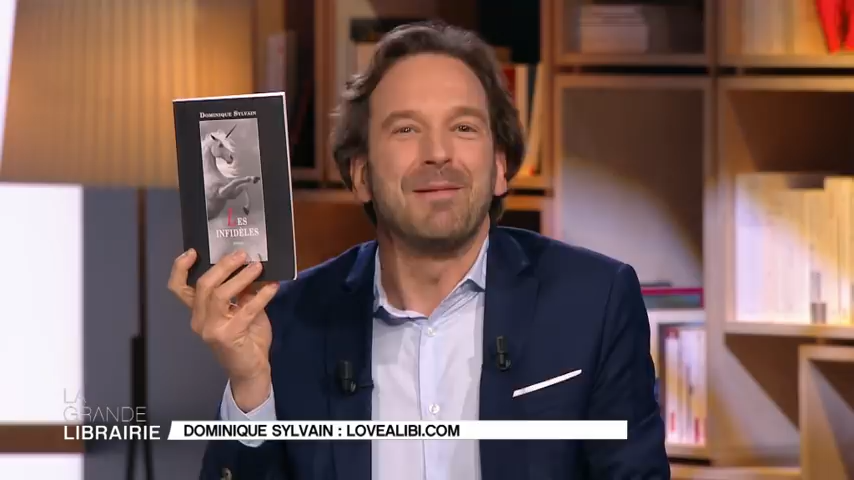 DOMINIQUE SYLVAIN
LES
INFIDÈLES
LA
GRANDE
LIBRAIRIE
DOMINIQUE SYLVAIN : LOVEALIBI.COM